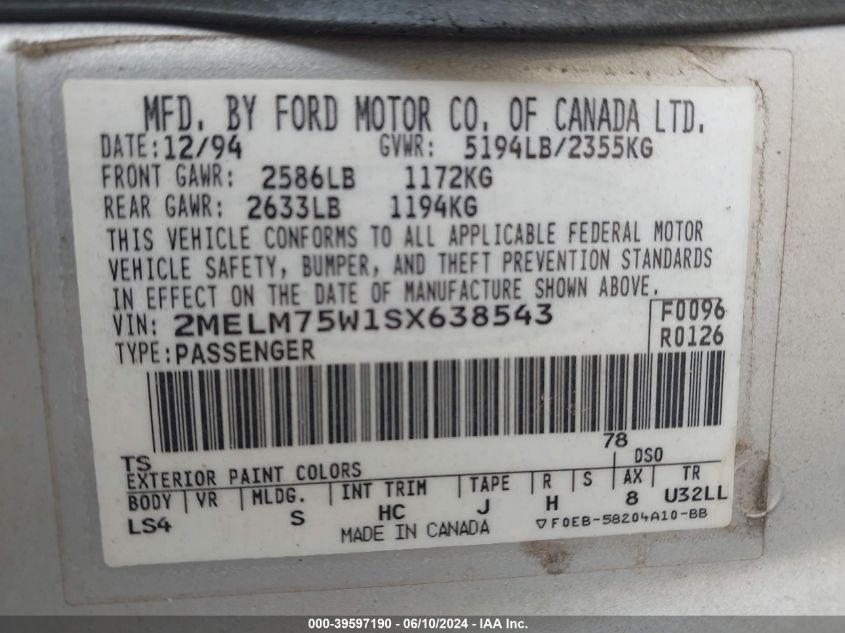 MFD. BY FORD MOTOR CO. OF CANADA LTD.
DATE: 12/94 GVWR: 5194LB/2355KG
FRONT GAWR: 2586LB 1172KG
REAR GAWR: 2633LB 1194KG
THIS VEHICLE CONFORMS TO ALL APPLICABLE FEDERAL MOTOR
VEHICLE SAFETY, BUMPER, AND THEFT PREVENTION STANDARDS
IN EFFECT ON THE DATE OF MANUFACTURE SHOWN ABOVE.
VIN: 2MELM75W1SX638543 F0096
TYPE: PASSENGER R0126
78
TS DSO
EXTERIOR PAINT COLORS
BODY VR MLDG. INT TRIM TAPE R S AX TR
LS4 S HC J H 8 U32LL
MADE IN CANADA ▽F0EB-58204A10-BB
000-39597190 - 06/10/2024 - IAA Inc.